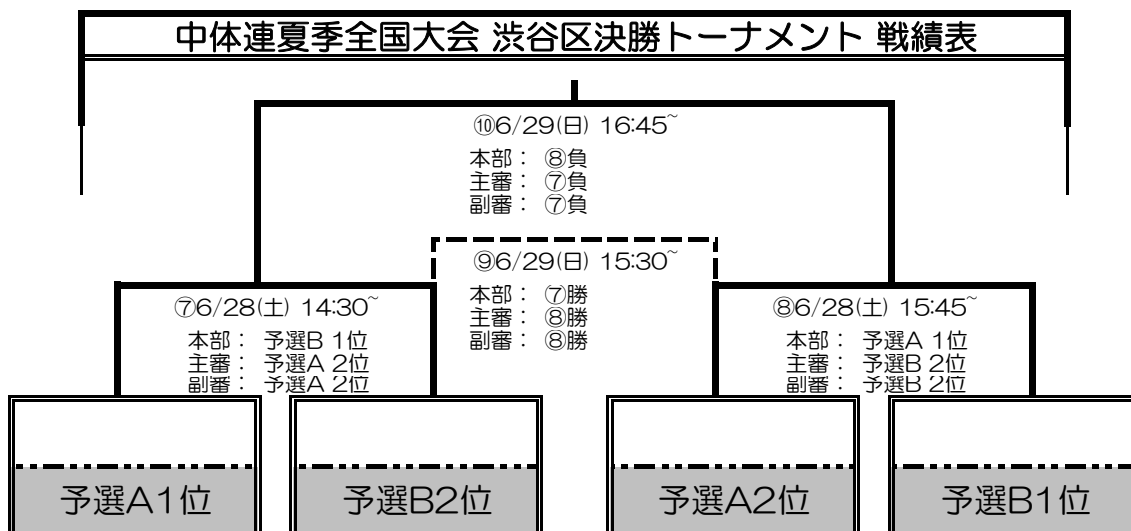 中体連夏季全国大会 渋谷区決勝トーナメント 戦績表
⑩6/29(日) 16:45~
本部： ⑧負
主審： ⑦負
副審： ⑦負
⑨6/29(日) 15:30~
本部： ⑦勝
主審： ⑧勝
副審： ⑧勝
⑦6/28(土) 14:30~
本部： 予選B 1位
主審： 予選A 2位
副審： 予選A 2位
⑧6/28(土) 15:45~
本部： 予選A 1位
主審： 予選B 2位
副審： 予選B 2位
予選A1位
予選B2位
予選A2位
予選B1位